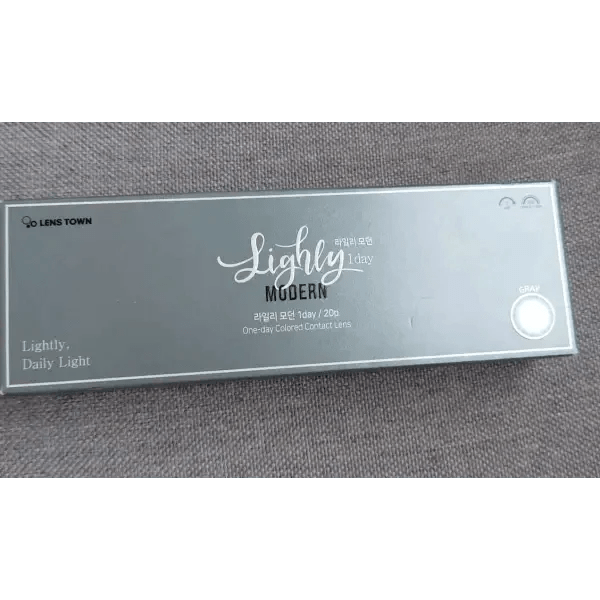 LENS TOWN
Lighly 라일리 모던
1day
MODERN
라일리 모던 1day / 20p
One-day Colored Contact Lens
GRAY
Lightly,
Daily Light